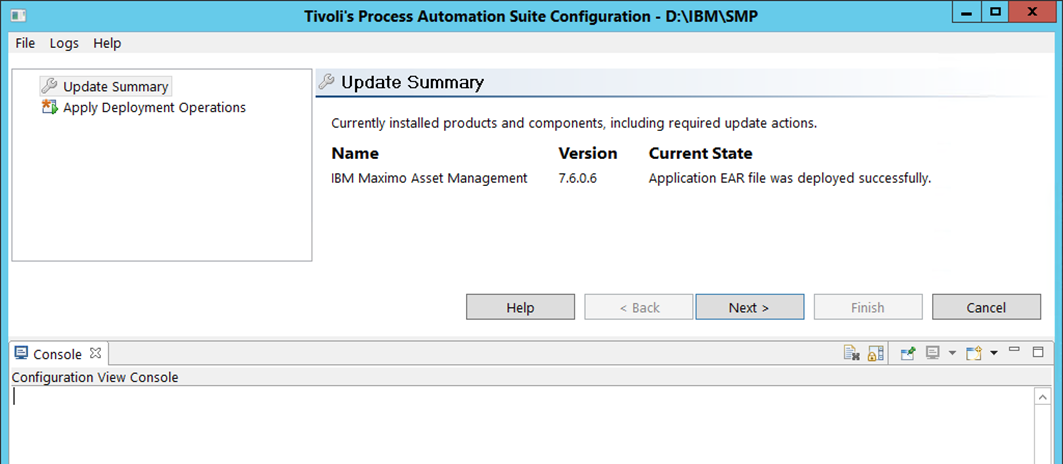 Tivoli's Process Automation Suite Configuration - D:\IBM\SMP
File Logs Help
Update Summary
Apply Deployment Operations
Update Summary
Currently installed products and components, including required update actions.
Name Version Current State
IBM Maximo Asset Management 7.6.0.6 Application EAR file was deployed successfully.
Help < Back Next > Finish Cancel
Console
Configuration View Console